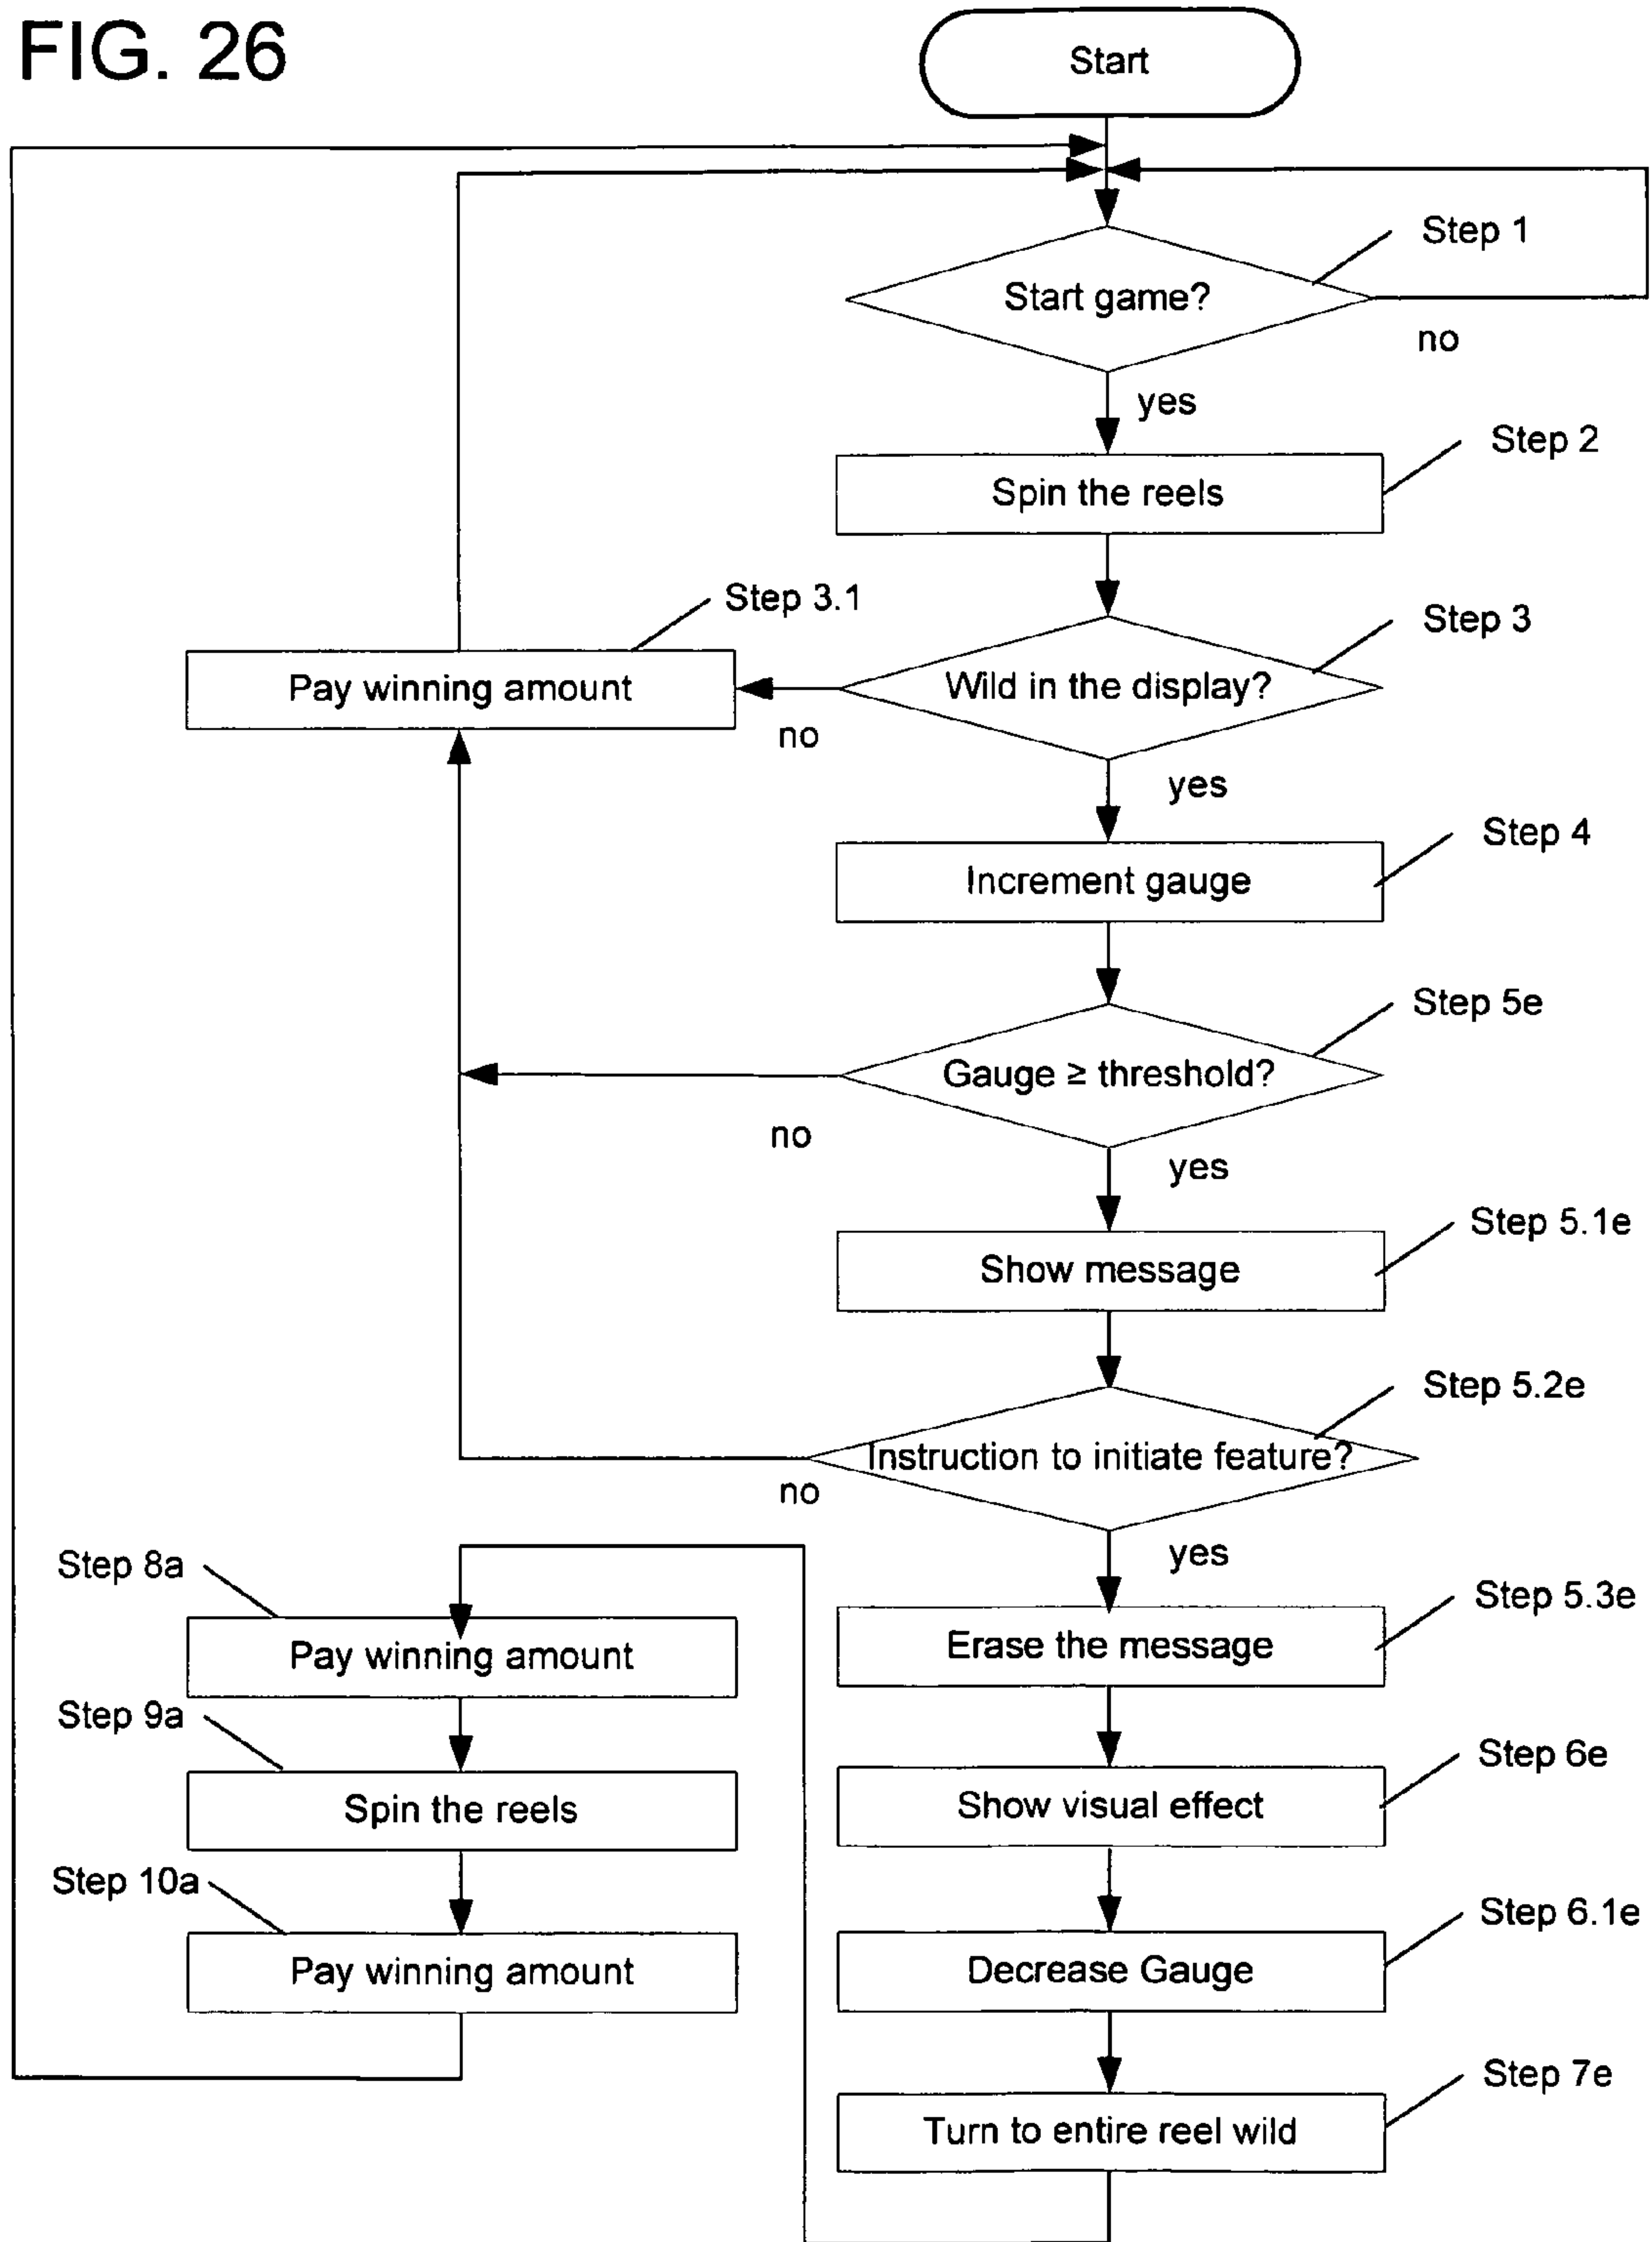 FIG. 26
Start
Step 1
Start game?
no
yes
Step 2
Spin the reels
Step 3.1
Step 3
Pay winning amount
Wild in the display?
no
yes
Step 4
Increment gauge
Step 5e
Gauge ≥ threshold?
no
yes
Step 5.1e
Show message
Step 5.2e
Instruction to initiate feature?
no
yes
Step 8a
Step 5.3e
Pay winning amount
Erase the message
Step 9a
Step 6e
Spin the reels
Show visual effect
Step 10a
Step 6.1e
Pay winning amount
Decrease Gauge
Step 7e
Turn to entire reel wild